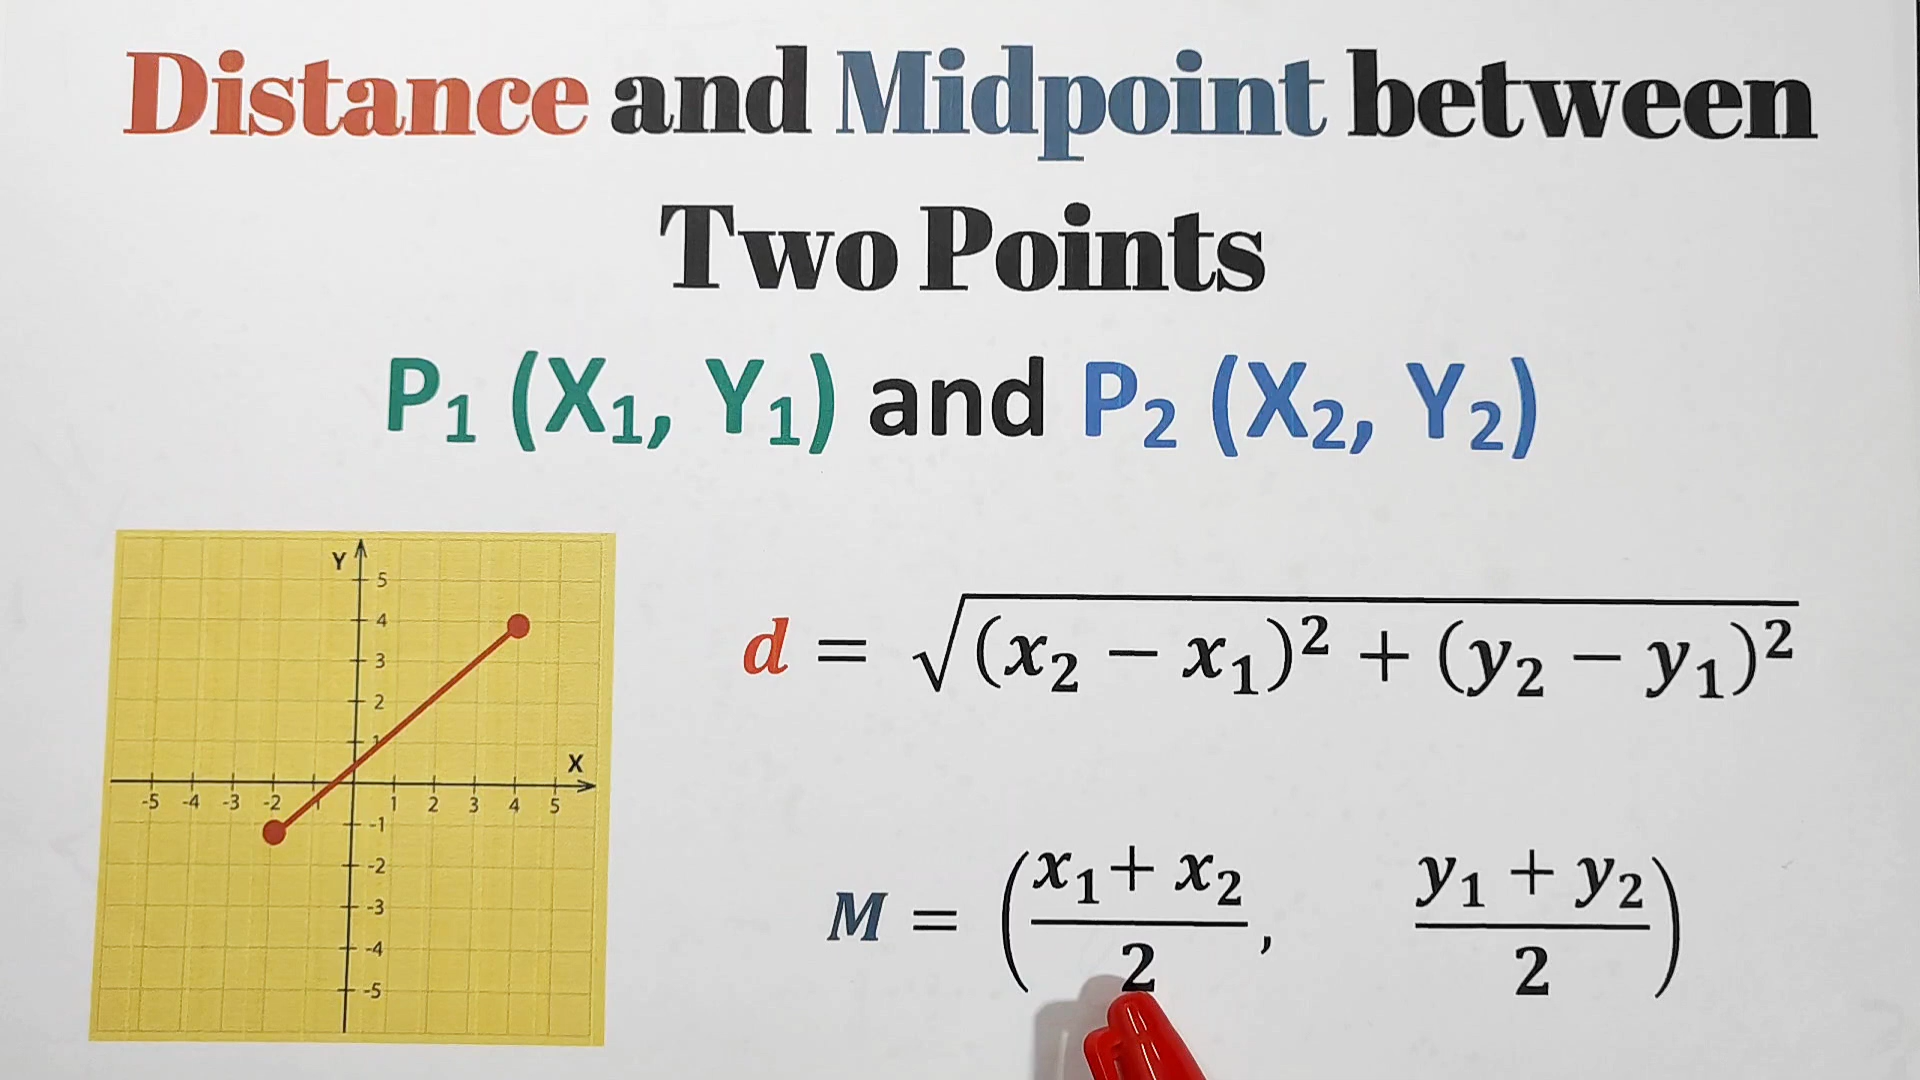 Distance and Midpoint between
Two Points
P₁ (X₁, Y₁) and P₂ (X₂, Y₂)
Y
5
4
3
2
1
X
-5 -4 -3 -2 1 2 3 4 5
-1
-2
-3
-4
-5
d = √(x₂ − x₁)² + (y₂ − y₁)²
M = (x₁ + x₂ / 2, y₁ + y₂ / 2)